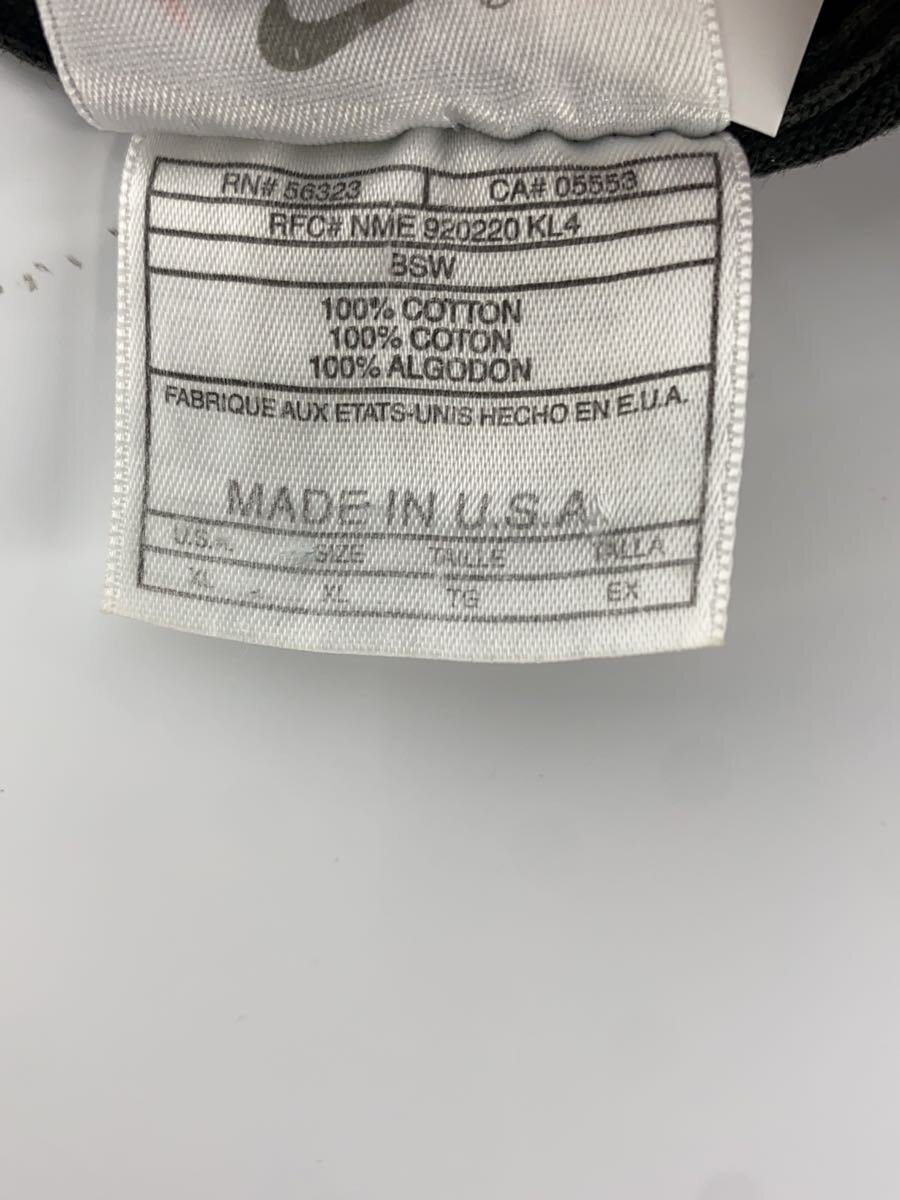 RN# 56323 CA# 05553
RFC# NME 920220 KL4
BSW
100% COTTON
100% COTON
100% ALGODON
FABRIQUE AUX ETATS-UNIS HECHO EN E.U.A.
MADE IN U.S.A.
U.S.A. SIZE TAILLE TALLA
XL XL TG EX